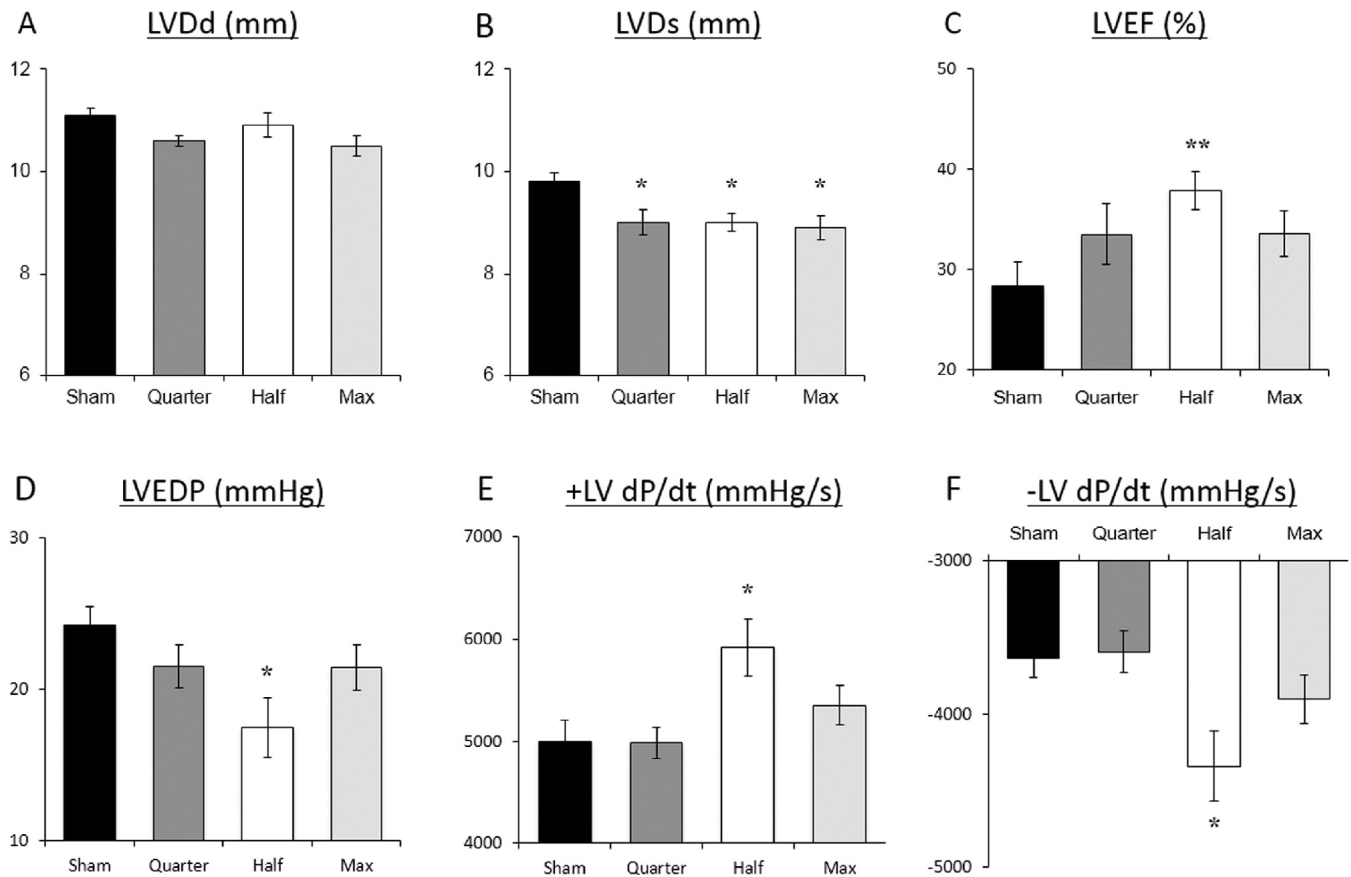 A LVDd (mm)
12
10
8
6
Sham Quarter Half Max
B LVDs (mm)
12
10
8
6
* * *
Sham Quarter Half Max
C LVEF (%)
50
40
30
20
**
Sham Quarter Half Max
D LVEDP (mmHg)
30
20
10
*
Sham Quarter Half Max
E +LV dP/dt (mmHg/s)
7000
6000
5000
4000
*
Sham Quarter Half Max
F -LV dP/dt (mmHg/s)
Sham Quarter Half Max
-3000
-4000
-5000
*